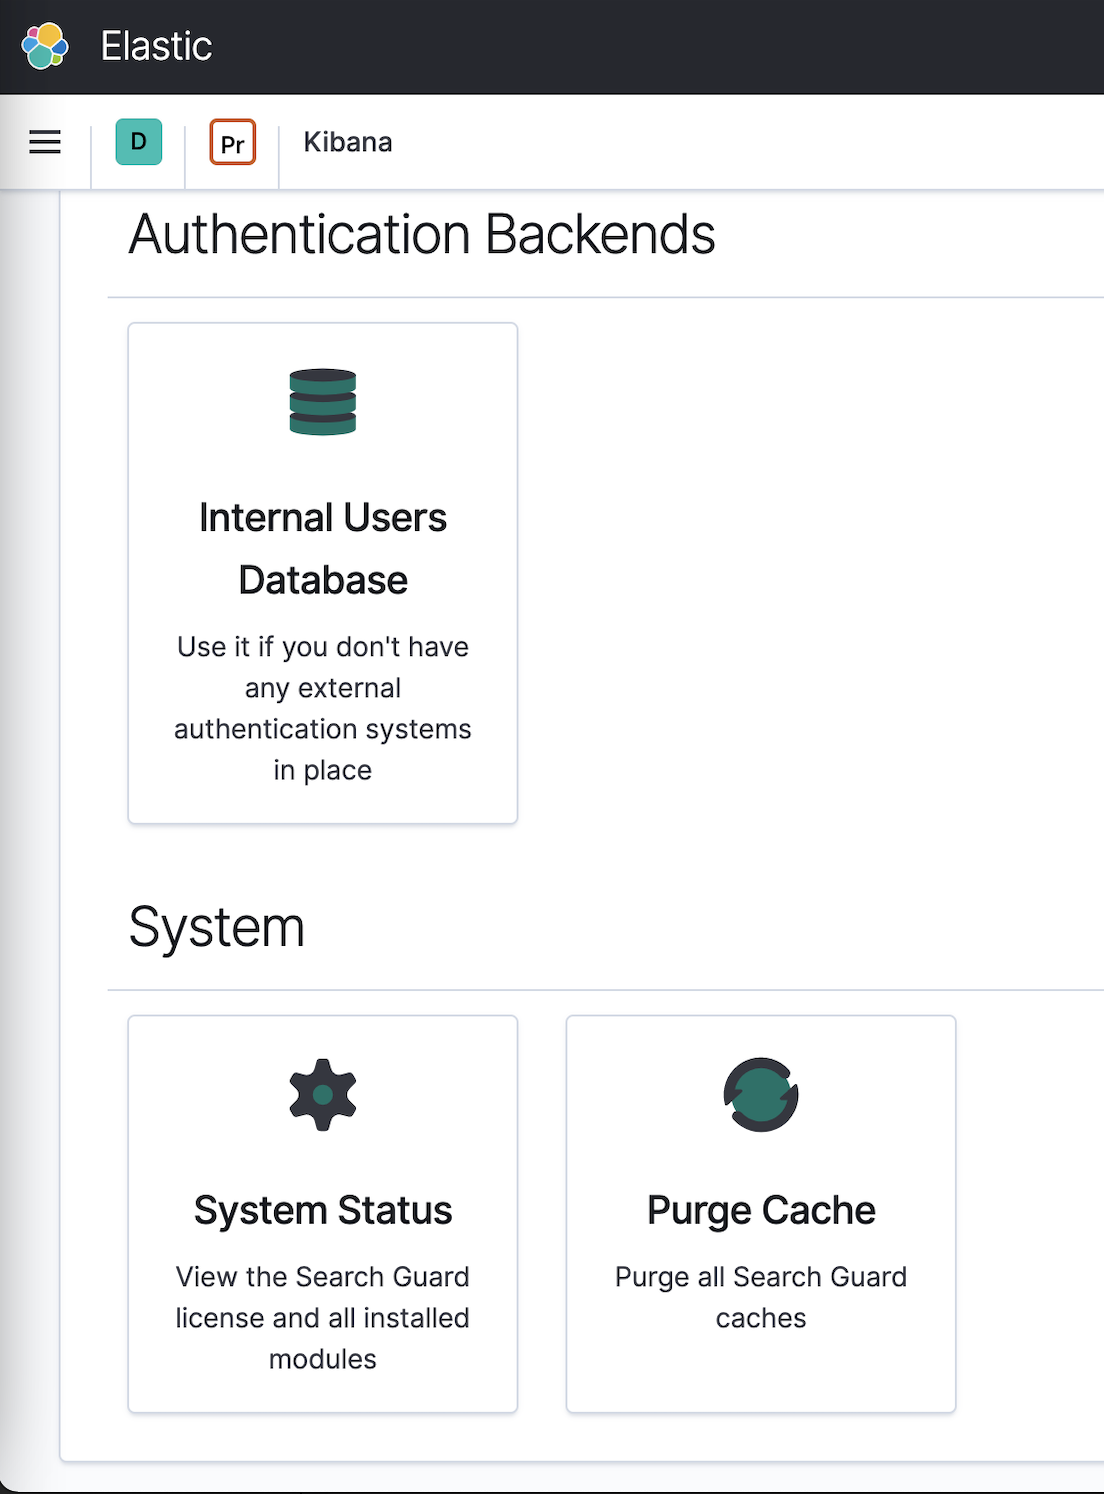 Elastic
D
Pr
Kibana
Authentication Backends
Internal Users
Database
Use it if you don't have
any external
authentication systems
in place
System
System Status
View the Search Guard
license and all installed
modules
Purge Cache
Purge all Search Guard
caches